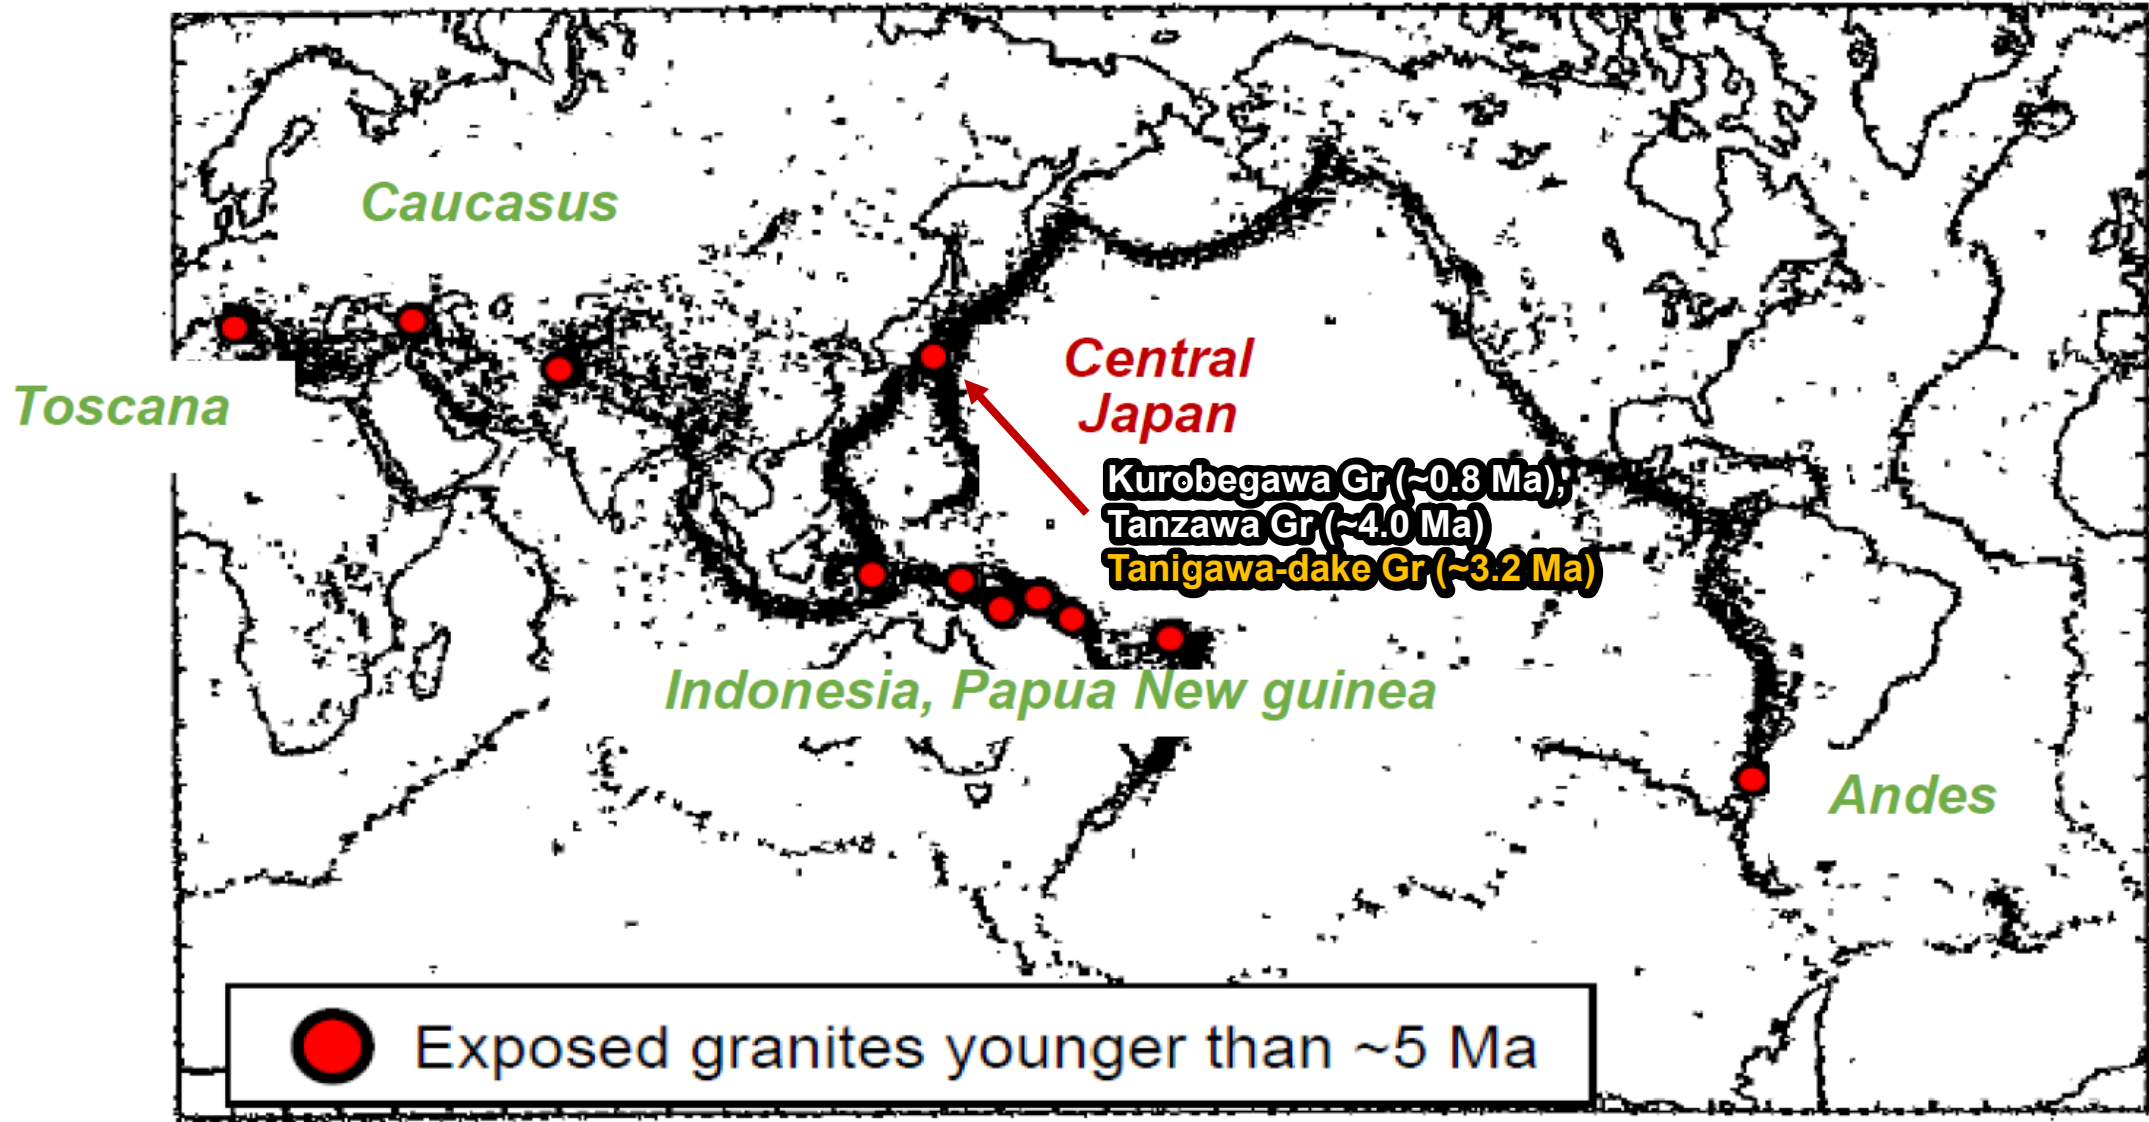 Caucasus
Toscana
Central
Japan
Kurobegawa Gr (~0.8 Ma),
Tanzawa Gr (~4.0 Ma)
Tanigawa-dake Gr (~3.2 Ma)
Indonesia, Papua New guinea
Andes
Exposed granites younger than ~5 Ma